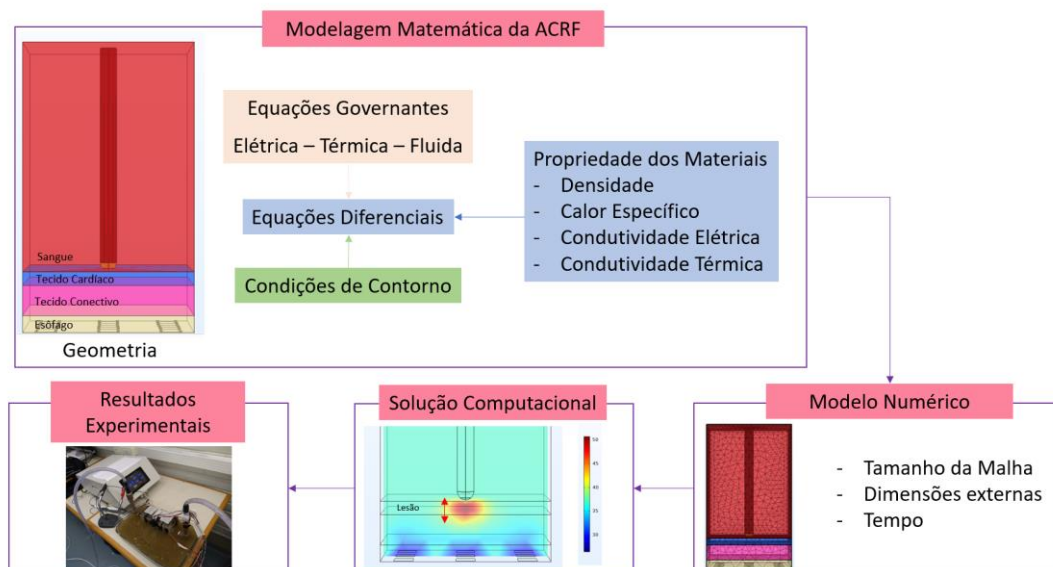 Modelagem Matemática da ACRF
Equações Governantes
Elétrica – Térmica – Fluida
Propriedade dos Materiais
- Densidade
- Calor Específico
- Condutividade Elétrica
- Condutividade Térmica
Equações Diferenciais
Condições de Contorno
Sangue
Tecido Cardíaco
Tecido Conectivo
Esôfago
Geometria
Resultados
Experimentais
Solução Computacional
Modelo Numérico
Lesão
50
45
40
35
30
- Tamanho da Malha
- Dimensões externas
- Tempo